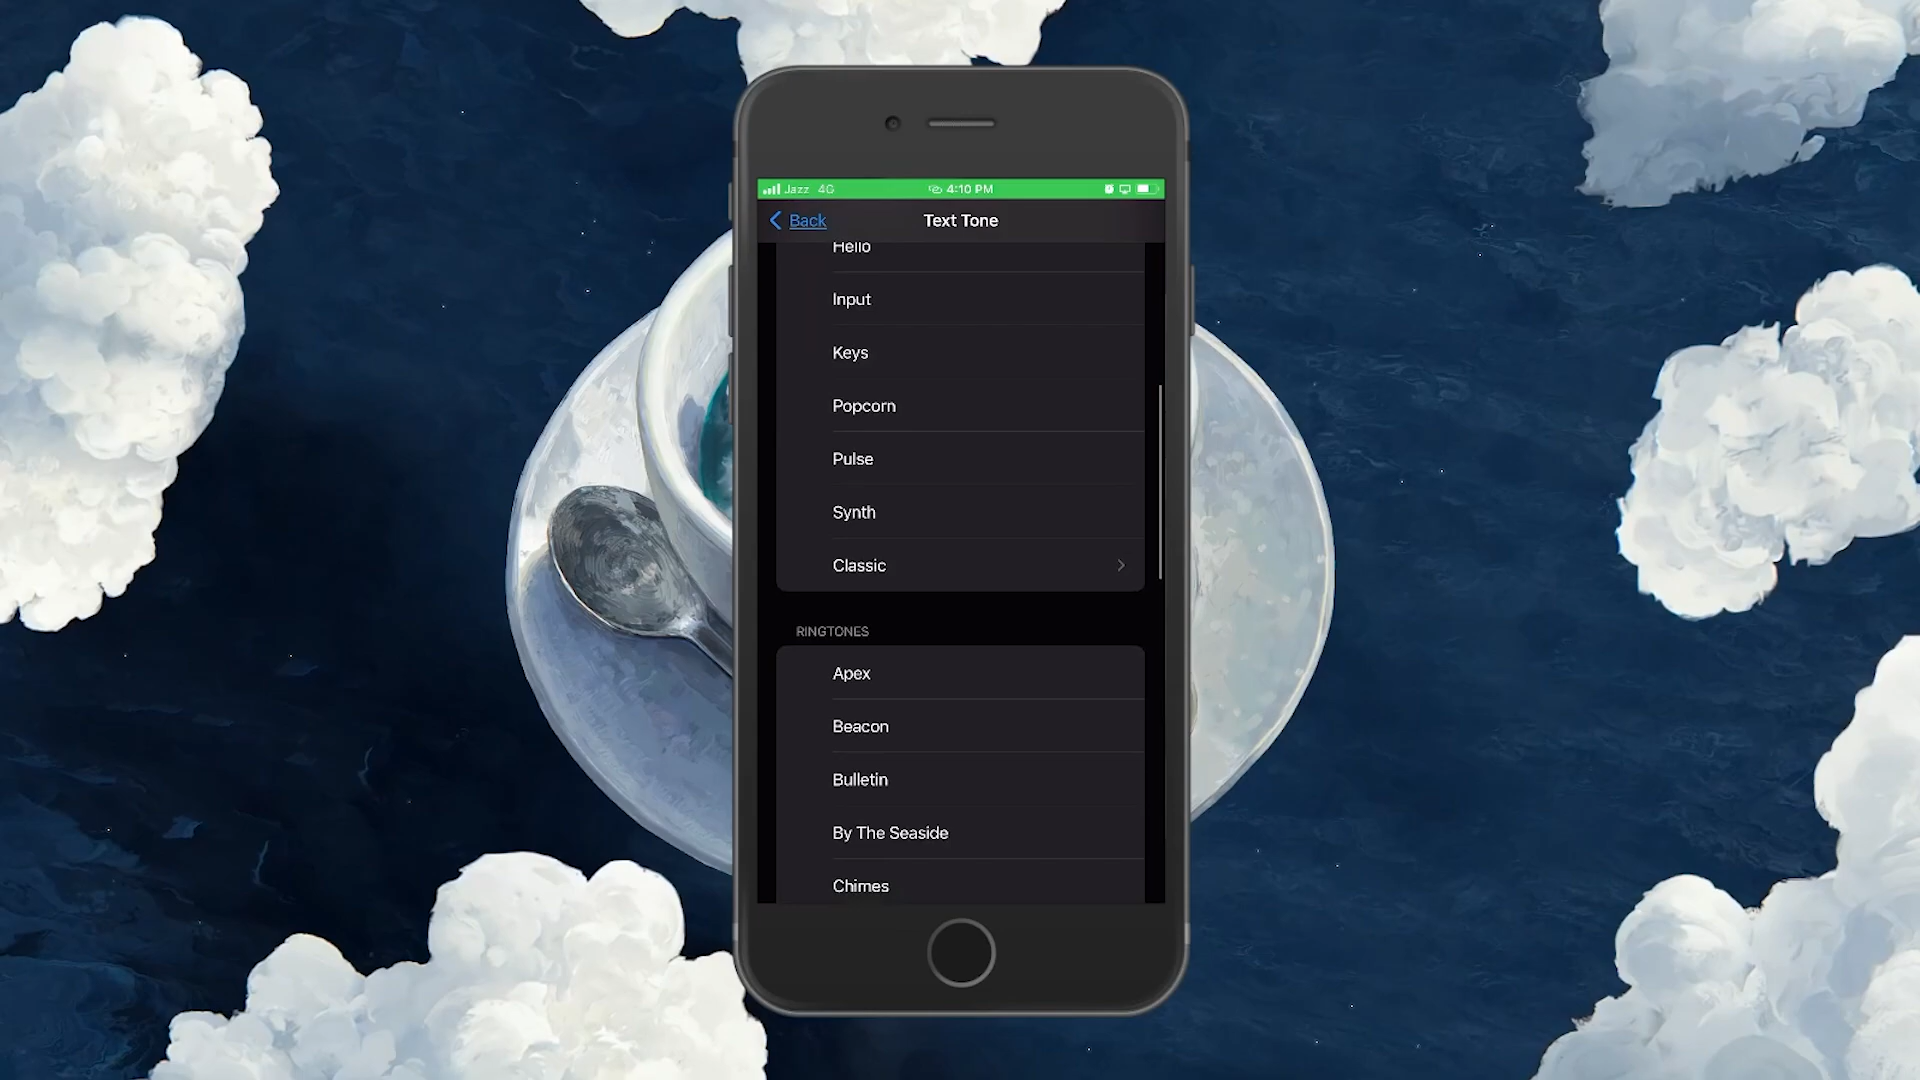 Jazz 4G 4:10 PM
Back Text Tone
Hello
Input
Keys
Popcorn
Pulse
Synth
Classic
RINGTONES
Apex
Beacon
Bulletin
By The Seaside
Chimes